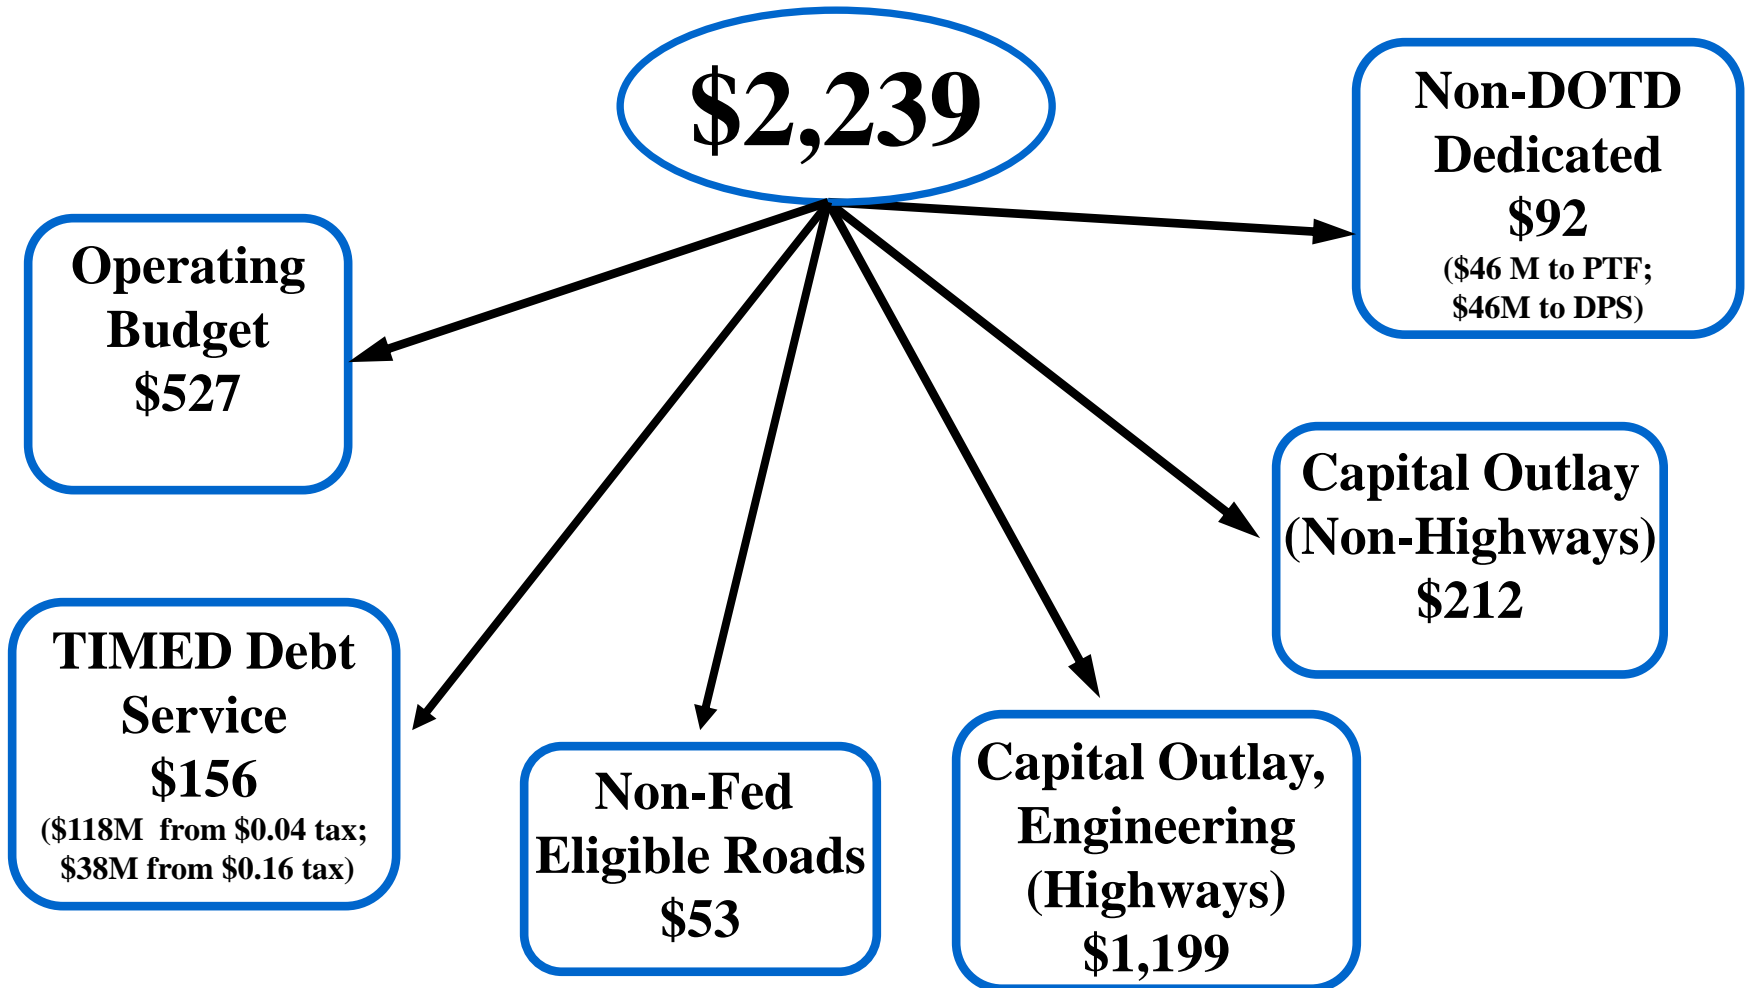 $2,239
Non-DOTD
Dedicated
$92
($46 M to PTF;
$46M to DPS)
Operating
Budget
$527
Capital Outlay
(Non-Highways)
$212
TIMED Debt
Service
$156
($118M from $0.04 tax;
$38M from $0.16 tax)
Non-Fed
Eligible Roads
$53
Capital Outlay,
Engineering
(Highways)
$1,199